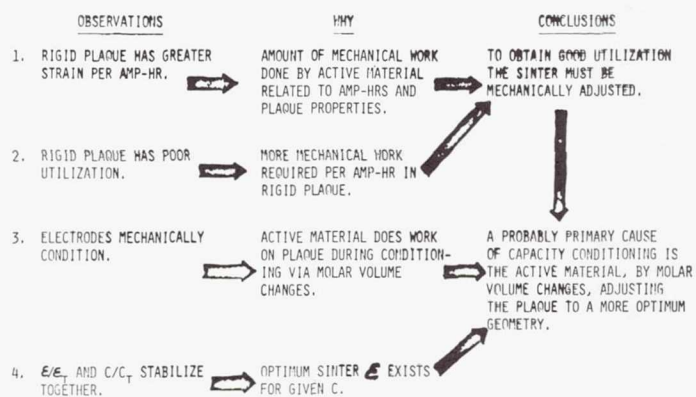 OBSERVATIONS WHY CONCLUSIONS
1. RIGID PLAQUE HAS GREATER
STRAIN PER AMP-HR.
AMOUNT OF MECHANICAL WORK
DONE BY ACTIVE MATERIAL
RELATED TO AMP-HRS AND
PLAQUE PROPERTIES.
TO OBTAIN GOOD UTILIZATION
THE SINTER MUST BE
MECHANICALLY ADJUSTED.
2. RIGID PLAQUE HAS POOR
UTILIZATION.
MORE MECHANICAL WORK
REQUIRED PER AMP-HR IN
RIGID PLAQUE.
3. ELECTRODES MECHANICALLY
CONDITION.
ACTIVE MATERIAL DOES WORK
ON PLAQUE DURING CONDITION-
ING VIA MOLAR VOLUME
CHANGES.
A PROBABLY PRIMARY CAUSE
OF CAPACITY CONDITIONING IS
THE ACTIVE MATERIAL, BY MOLAR
VOLUME CHANGES, ADJUSTING
THE PLAQUE TO A MORE OPTIMUM
GEOMETRY.
4. Ɛ/ƐT AND C/CT STABILIZE
TOGETHER.
OPTIMUM SINTER Ɛ EXISTS
FOR GIVEN C.